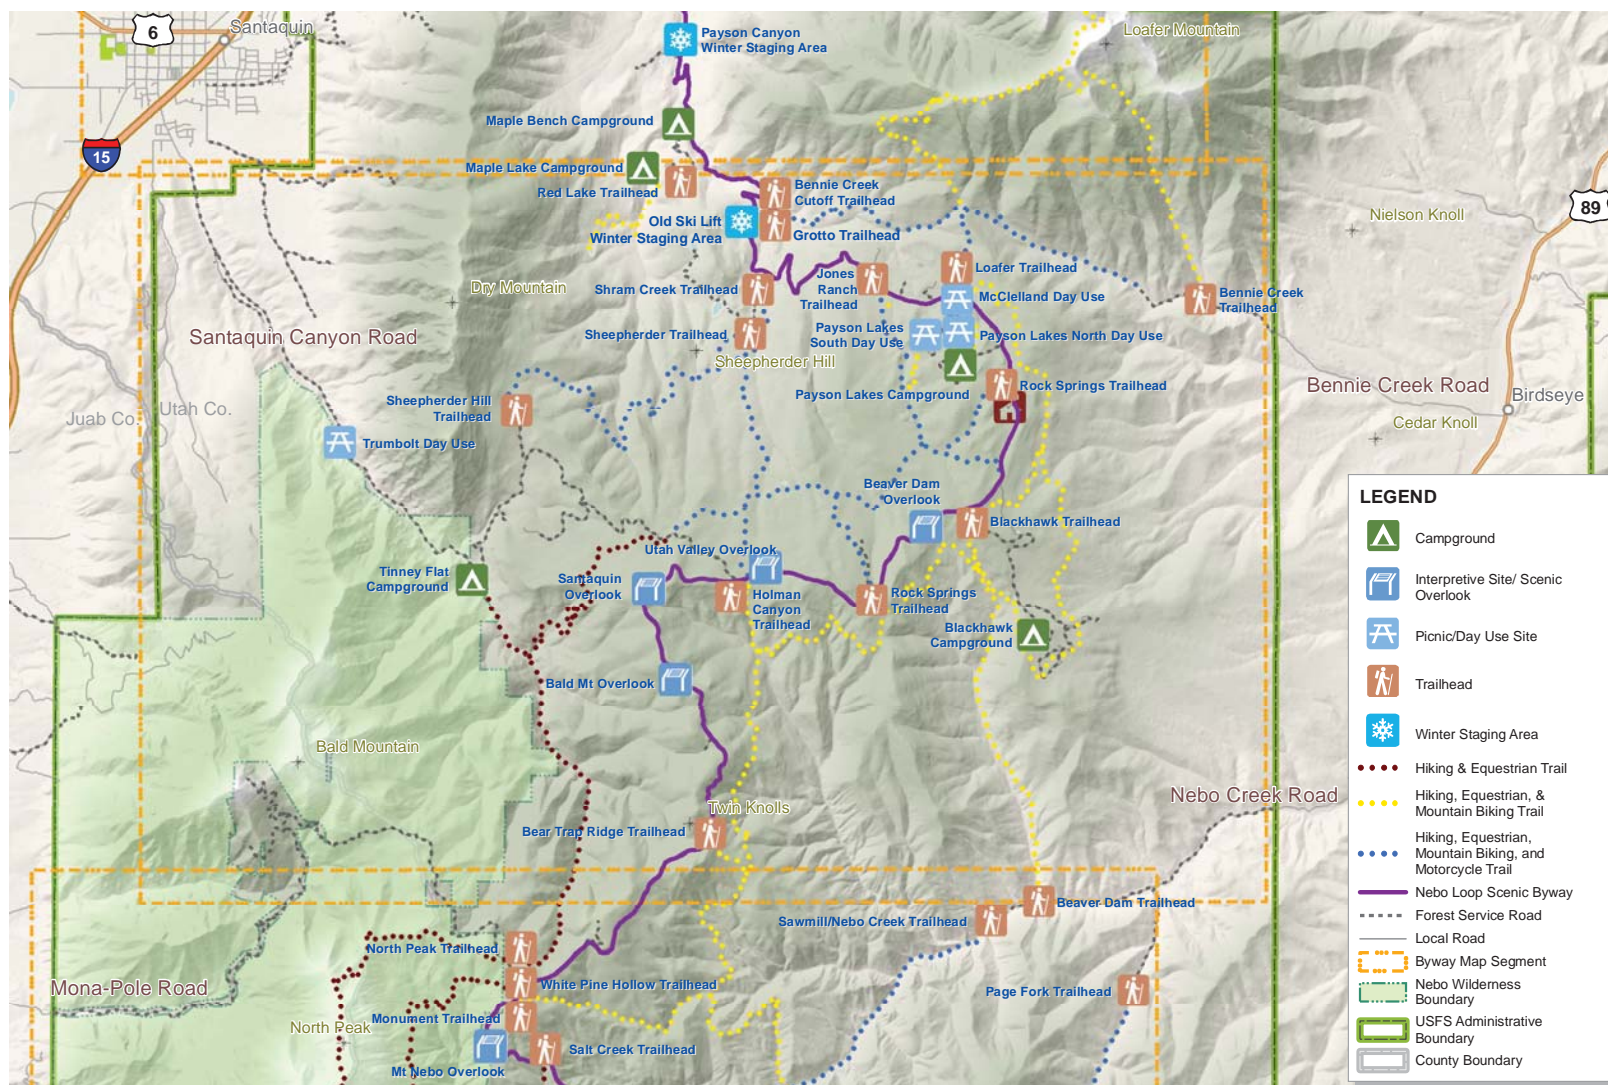 6
Santaquin
Payson Canyon
Winter Staging Area
Loafer Mountain
Maple Bench Campground
15
Maple Lake Campground
Red Lake Trailhead
Bennie Creek
Cutoff Trailhead
89
Nielson Knoll
Old Ski Lift
Winter Staging Area
Grotto Trailhead
Dry Mountain
Shram Creek Trailhead
Jones
Ranch
Trailhead
Loafer Trailhead
McClelland Day Use
Bennie Creek
Trailhead
Santaquin Canyon Road
Sheepherder Trailhead
Payson Lakes
South Day Use
Payson Lakes North Day Use
Sheepherder Hill
Payson Lakes Campground
Rock Springs Trailhead
Bennie Creek Road
Birdseye
Juab Co.
Utah Co.
Sheepherder Hill
Trailhead
Cedar Knoll
Trumbolt Day Use
Beaver Dam
Overlook
Blackhawk Trailhead
Utah Valley Overlook
Tinney Flat
Campground
Santaquin
Overlook
Holman
Canyon
Trailhead
Rock Springs
Trailhead
Blackhawk
Campground
Bald Mt Overlook
Bald Mountain
Twin Knolls
Nebo Creek Road
Bear Trap Ridge Trailhead
Beaver Dam Trailhead
Sawmill/Nebo Creek Trailhead
North Peak Trailhead
Mona-Pole Road
White Pine Hollow Trailhead
Page Fork Trailhead
Monument Trailhead
North Peak
Salt Creek Trailhead
Mt Nebo Overlook
LEGEND
Campground
Interpretive Site/ Scenic
Overlook
Picnic/Day Use Site
Trailhead
Winter Staging Area
Hiking & Equestrian Trail
Hiking, Equestrian, &
Mountain Biking Trail
Hiking, Equestrian,
Mountain Biking, and
Motorcycle Trail
Nebo Loop Scenic Byway
Forest Service Road
Local Road
Byway Map Segment
Nebo Wilderness
Boundary
USFS Administrative
Boundary
County Boundary